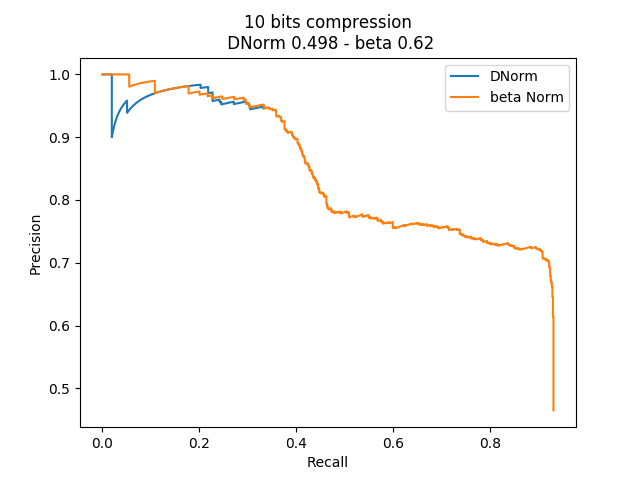 10 bits compression
DNorm 0.498 - beta 0.62
DNorm
beta Norm
1.0
0.9
0.8
0.7
0.6
0.5
Precision
0.0
0.2
0.4
0.6
0.8
Recall